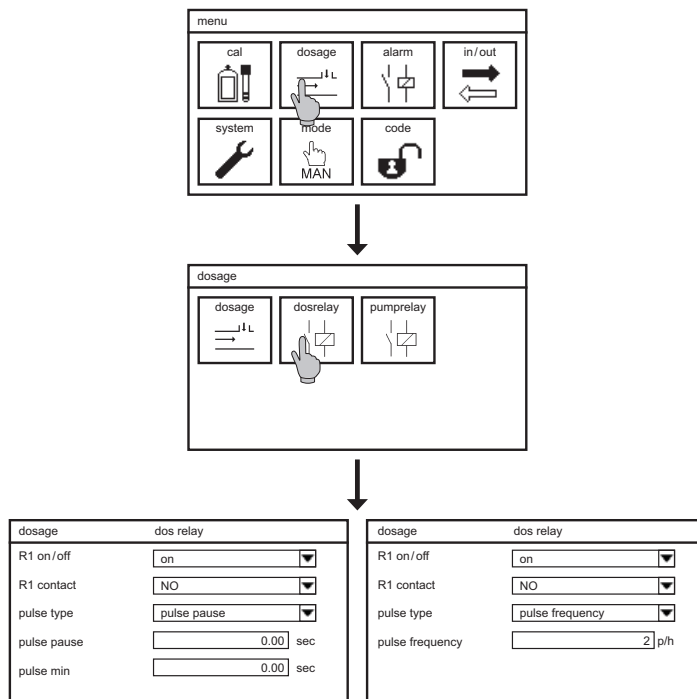 menu
cal dosage alarm in/out
system mode code
MAN
dosage
dosage dosrelay pumprelay
dosage dos relay
R1 on/off on
R1 contact NO
pulse type pulse pause
pulse pause 0.00 sec
pulse min 0.00 sec
dosage dos relay
R1 on/off on
R1 contact NO
pulse type pulse frequency
pulse frequency 2 p/h